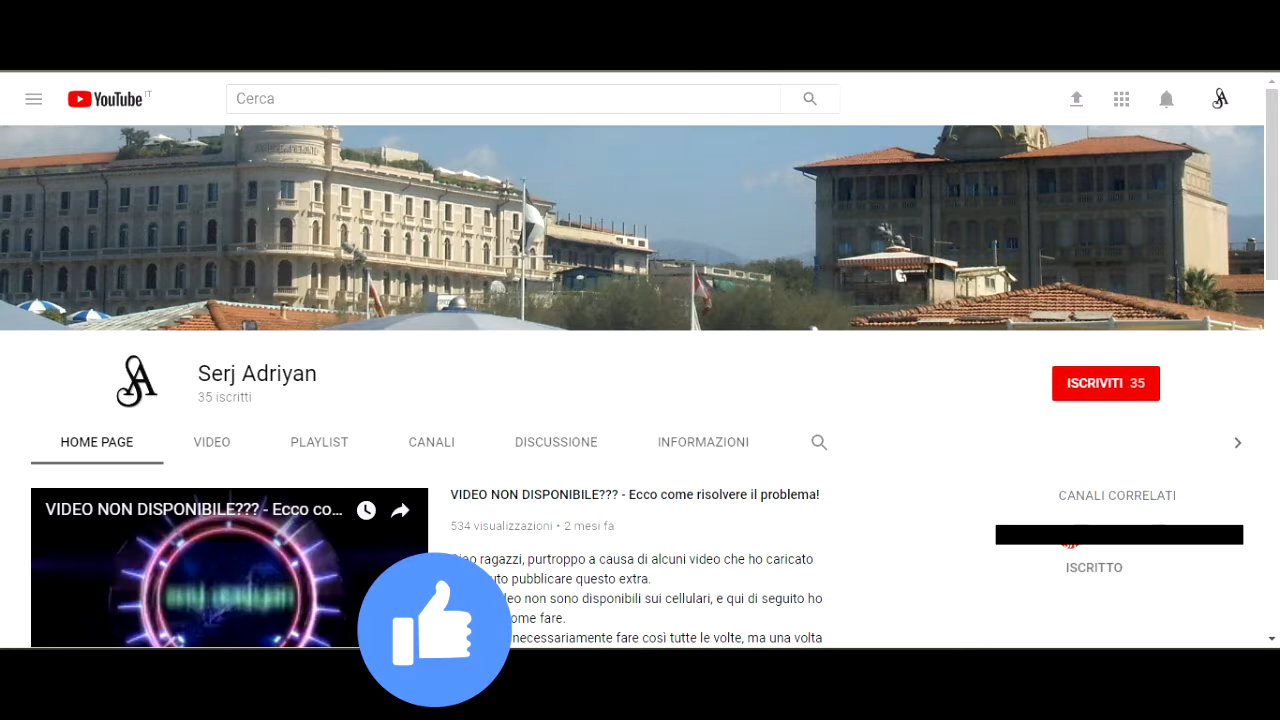 YouTube IT
Cerca
Serj Adriyan
35 iscritti
ISCRIVITI 35
HOME PAGE VIDEO PLAYLIST CANALI DISCUSSIONE INFORMAZIONI
VIDEO NON DISPONIBILE??? - Ecco co...
VIDEO NON DISPONIBILE??? - Ecco come risolvere il problema!
534 visualizzazioni • 2 mesi fa
ragazzi, purtroppo a causa di alcuni video che ho caricato
pubblicare questo extra.
non sono disponibili sui cellulari, e qui di seguito ho
fare.
necessariamente fare così tutte le volte, ma una volta
CANALI CORRELATI
ISCRITTO